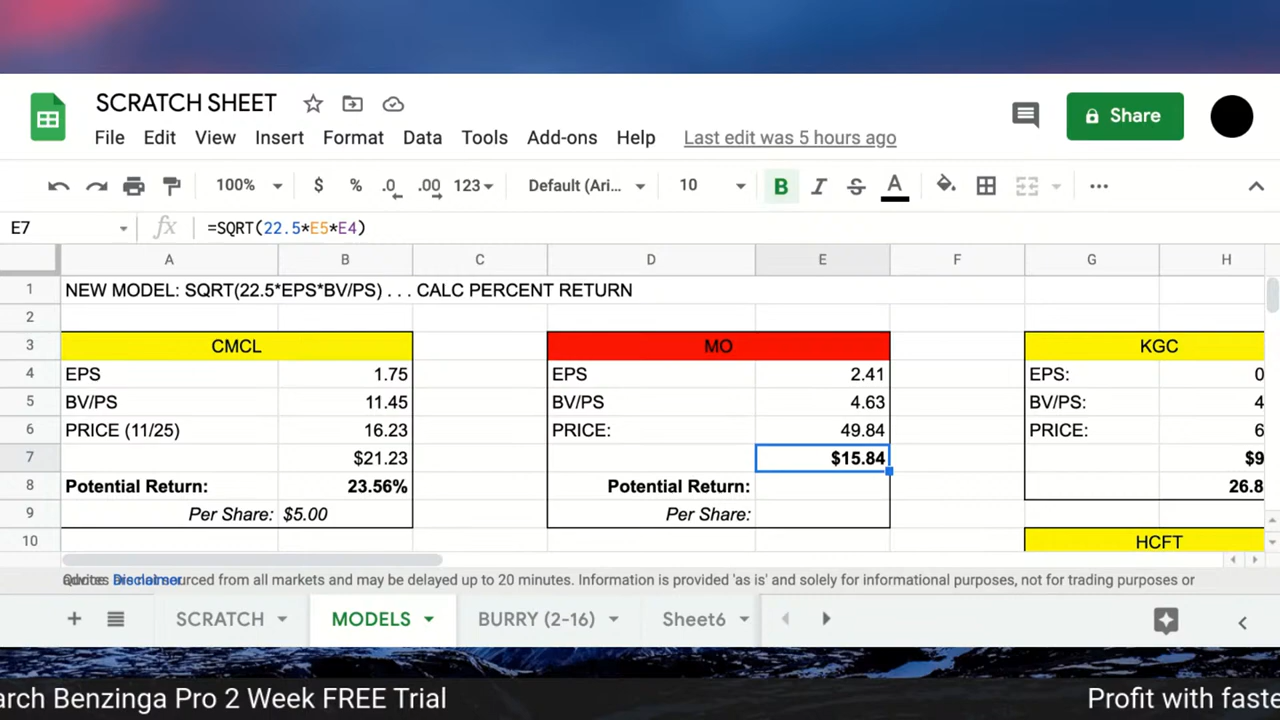 SCRATCH SHEET
File Edit View Insert Format Data Tools Add-ons Help Last edit was 5 hours ago
Share
100% $ % .0 .00 123 Default (Ari... 10 B I S A ...
E7 fx =SQRT(22.5*E5*E4)
A B C D E F G H
1 NEW MODEL: SQRT(22.5*EPS*BV/PS) . . . CALC PERCENT RETURN
2
3 CMCL MO KGC
4 EPS 1.75 EPS 2.41 EPS: 0
5 BV/PS 11.45 BV/PS 4.63 BV/PS: 4
6 PRICE (11/25) 16.23 PRICE: 49.84 PRICE: 6
7 $21.23 $15.84 $9
8 Potential Return: 23.56% Potential Return: 26.8
9 Per Share: $5.00 Per Share:
10 HCFT
sourced from all markets and may be delayed up to 20 minutes. Information is provided 'as is' and solely for informational purposes, not for trading purposes or
+ SCRATCH MODELS BURRY (2-16) Sheet6
arch Benzinga Pro 2 Week FREE Trial Profit with faste